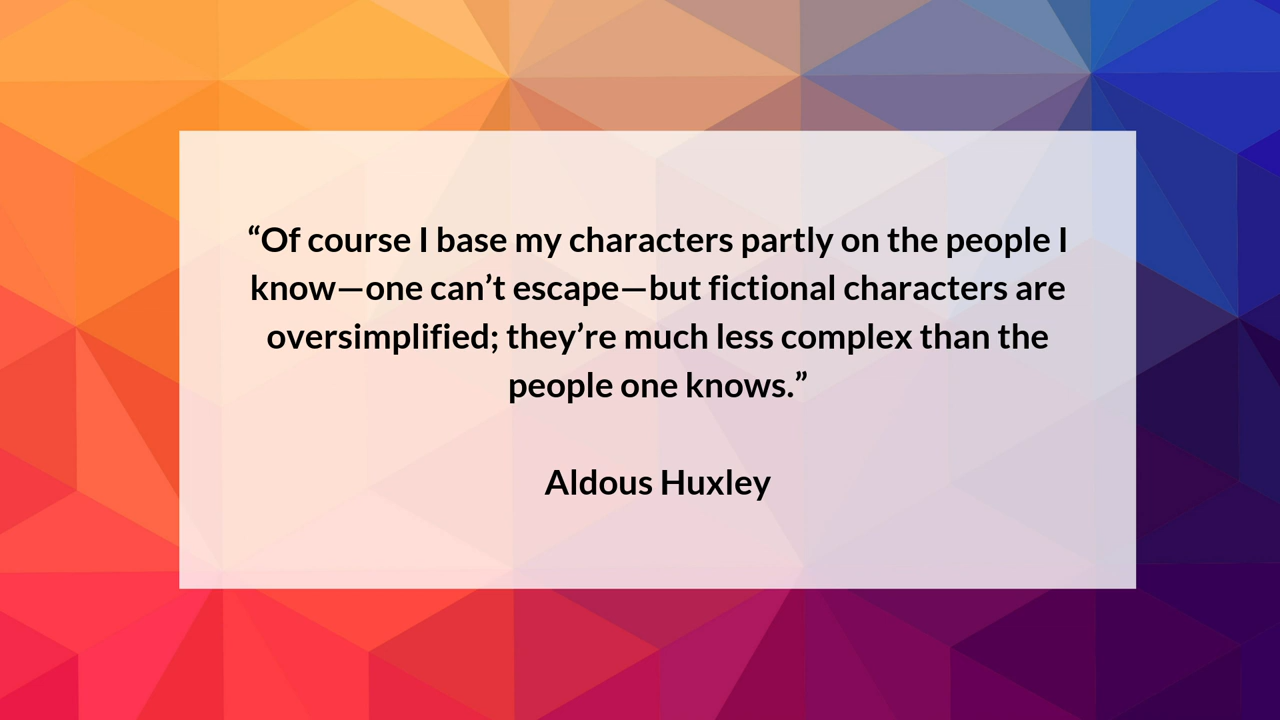 “Of course I base my characters partly on the people I
know—one can’t escape—but fictional characters are
oversimplified; they’re much less complex than the
people one knows.”
Aldous Huxley